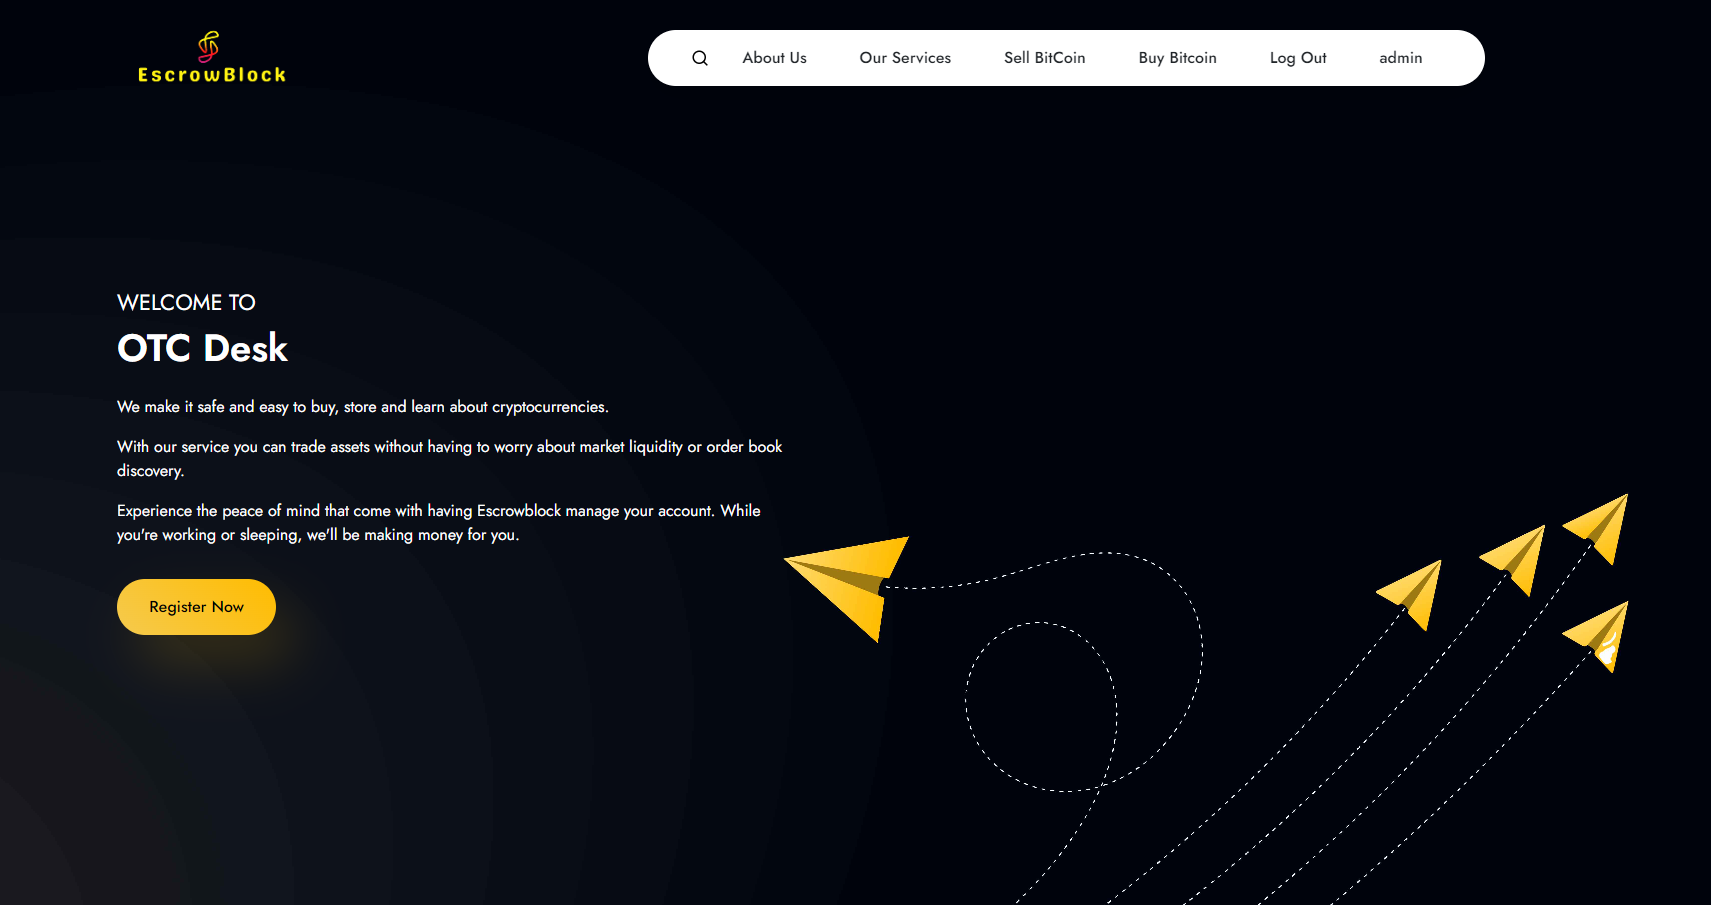 EscrowBlock
About Us Our Services Sell BitCoin Buy Bitcoin Log Out admin
WELCOME TO
OTC Desk
We make it safe and easy to buy, store and learn about cryptocurrencies.
With our service you can trade assets without having to worry about market liquidity or order book
discovery.
Experience the peace of mind that come with having Escrowblock manage your account. While
you're working or sleeping, we'll be making money for you.
Register Now